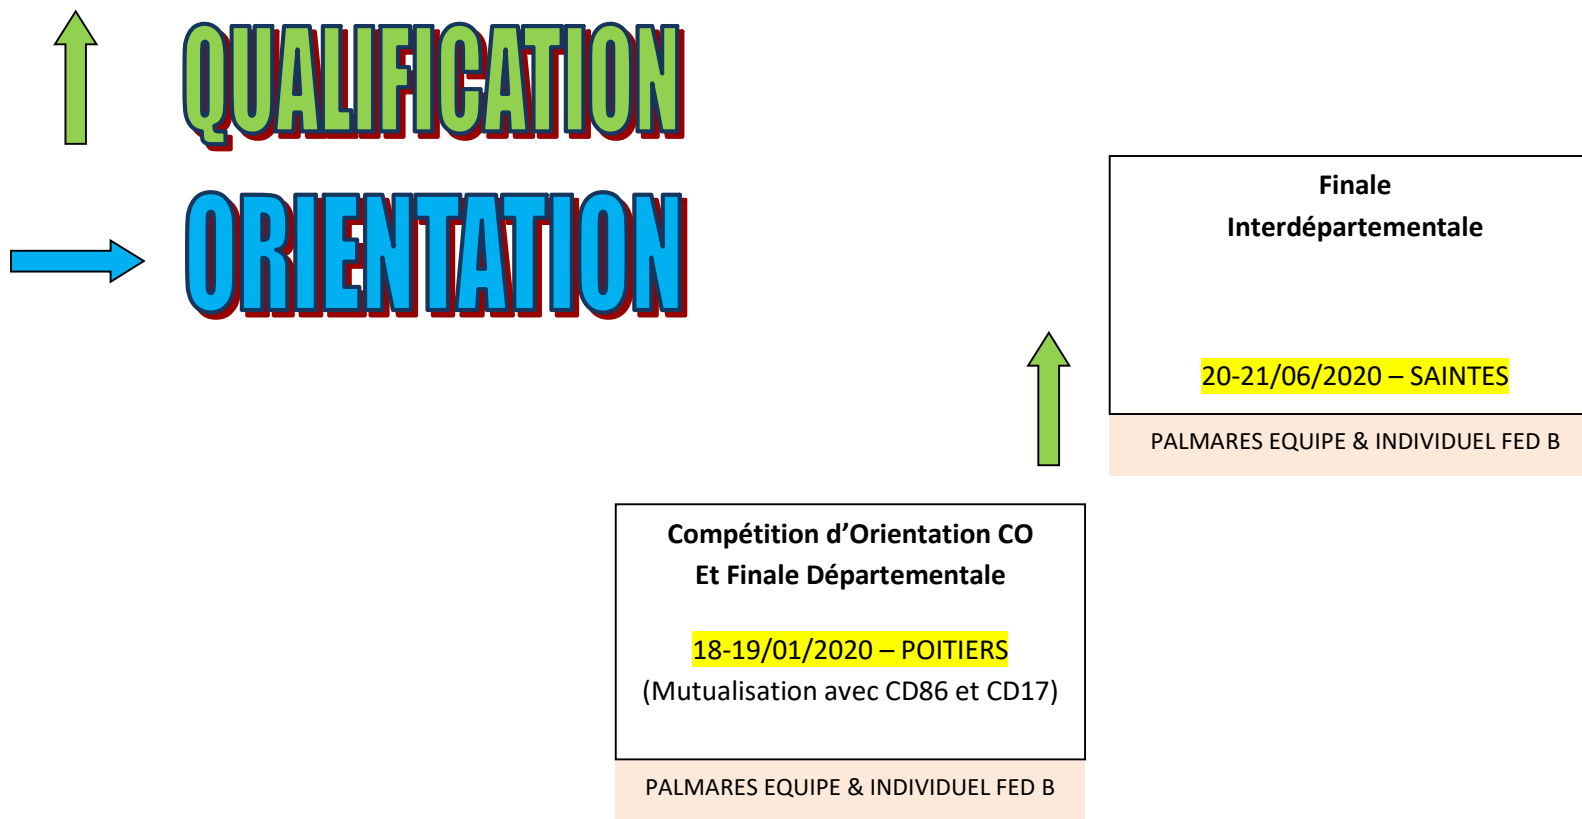 QUALIFICATION
ORIENTATION
Finale
Interdépartementale
20-21/06/2020 – SAINTES
PALMARES EQUIPE & INDIVIDUEL FED B
Compétition d’Orientation CO
Et Finale Départementale
18-19/01/2020 – POITIERS
(Mutualisation avec CD86 et CD17)
PALMARES EQUIPE & INDIVIDUEL FED B